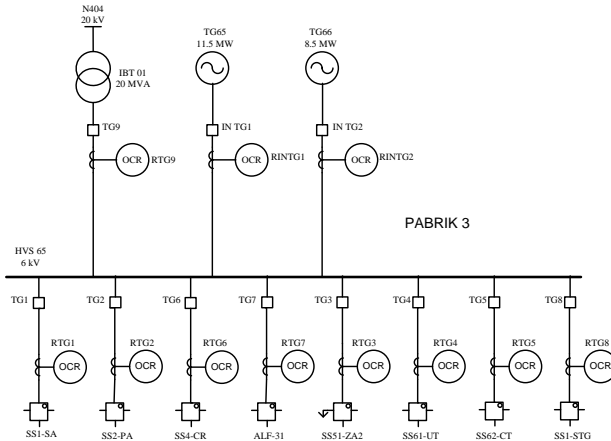 N404
20 kV
TG65
11.5 MW
TG66
8.5 MW
IBT 01
20 MVA
TG9
IN TG1
IN TG2
OCR
RTG9
OCR
RINTG1
OCR
RINTG2
PABRIK 3
HVS 65
6 kV
TG1
TG2
TG6
TG7
TG3
TG4
TG5
TG8
RTG1
RTG2
RTG6
RTG7
RTG3
RTG4
RTG5
RTG8
OCR
OCR
OCR
OCR
OCR
OCR
OCR
OCR
SS1-SA
SS2-PA
SS4-CR
ALF-31
SS51-ZA2
SS61-UT
SS62-CT
SS1-STG